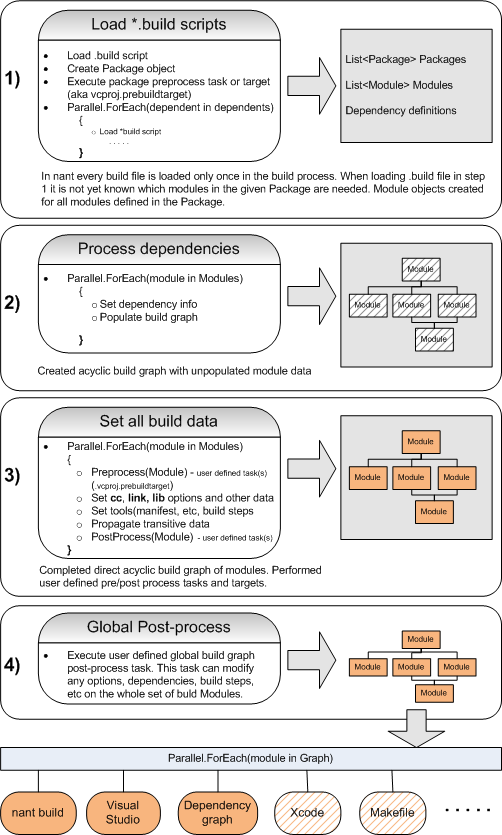 1)
Load *.build scripts
• Load .build script
• Create Package object
• Execute package preprocess task or target
(aka vcproj.prebuildtarget)
• Parallel.ForEach(dependent in dependents)
{
○ Load *build script
. . . . .
}
List<Package> Packages
List<Module> Modules
Dependency definitions
In nant every build file is loaded only once in the build process. When loading .build file in step
1 it is not yet known which modules in the given Package are needed. Module objects created
for all modules defined in the Package.
2)
Process dependencies
• Parallel.ForEach(module in Modules)
{
○ Set dependency info
○ Populate build graph
}
Module
Module
Module
Module
Module
Created acyclic build graph with unpopulated module data
3)
Set all build data
• Parallel.ForEach(module in Modules)
{
○ Preprocess(Module) - user defined task(s)
(.vcproj.prebuildtarget)
○ Set cc, link, lib options and other data
○ Set tools(manifest, etc, build steps
○ Propagate transitive data
○ PostProcess(Module) - user defined task(s)
}
Module
Module
Module
Module
Module
Completed direct acyclic build graph of modules. Performed
user defined pre/post process tasks and targets.
4)
Global Post-process
• Execute user defined global build graph
post-process task. This task can modify
any options, dependencies, build steps,
etc on the whole set of buld Modules.
Module
Module
Module
Module
Module
Parallel.ForEach(module in Graph)
nant build
Visual
Studio
Dependency
graph
Xcode
Makefile
. . . . .